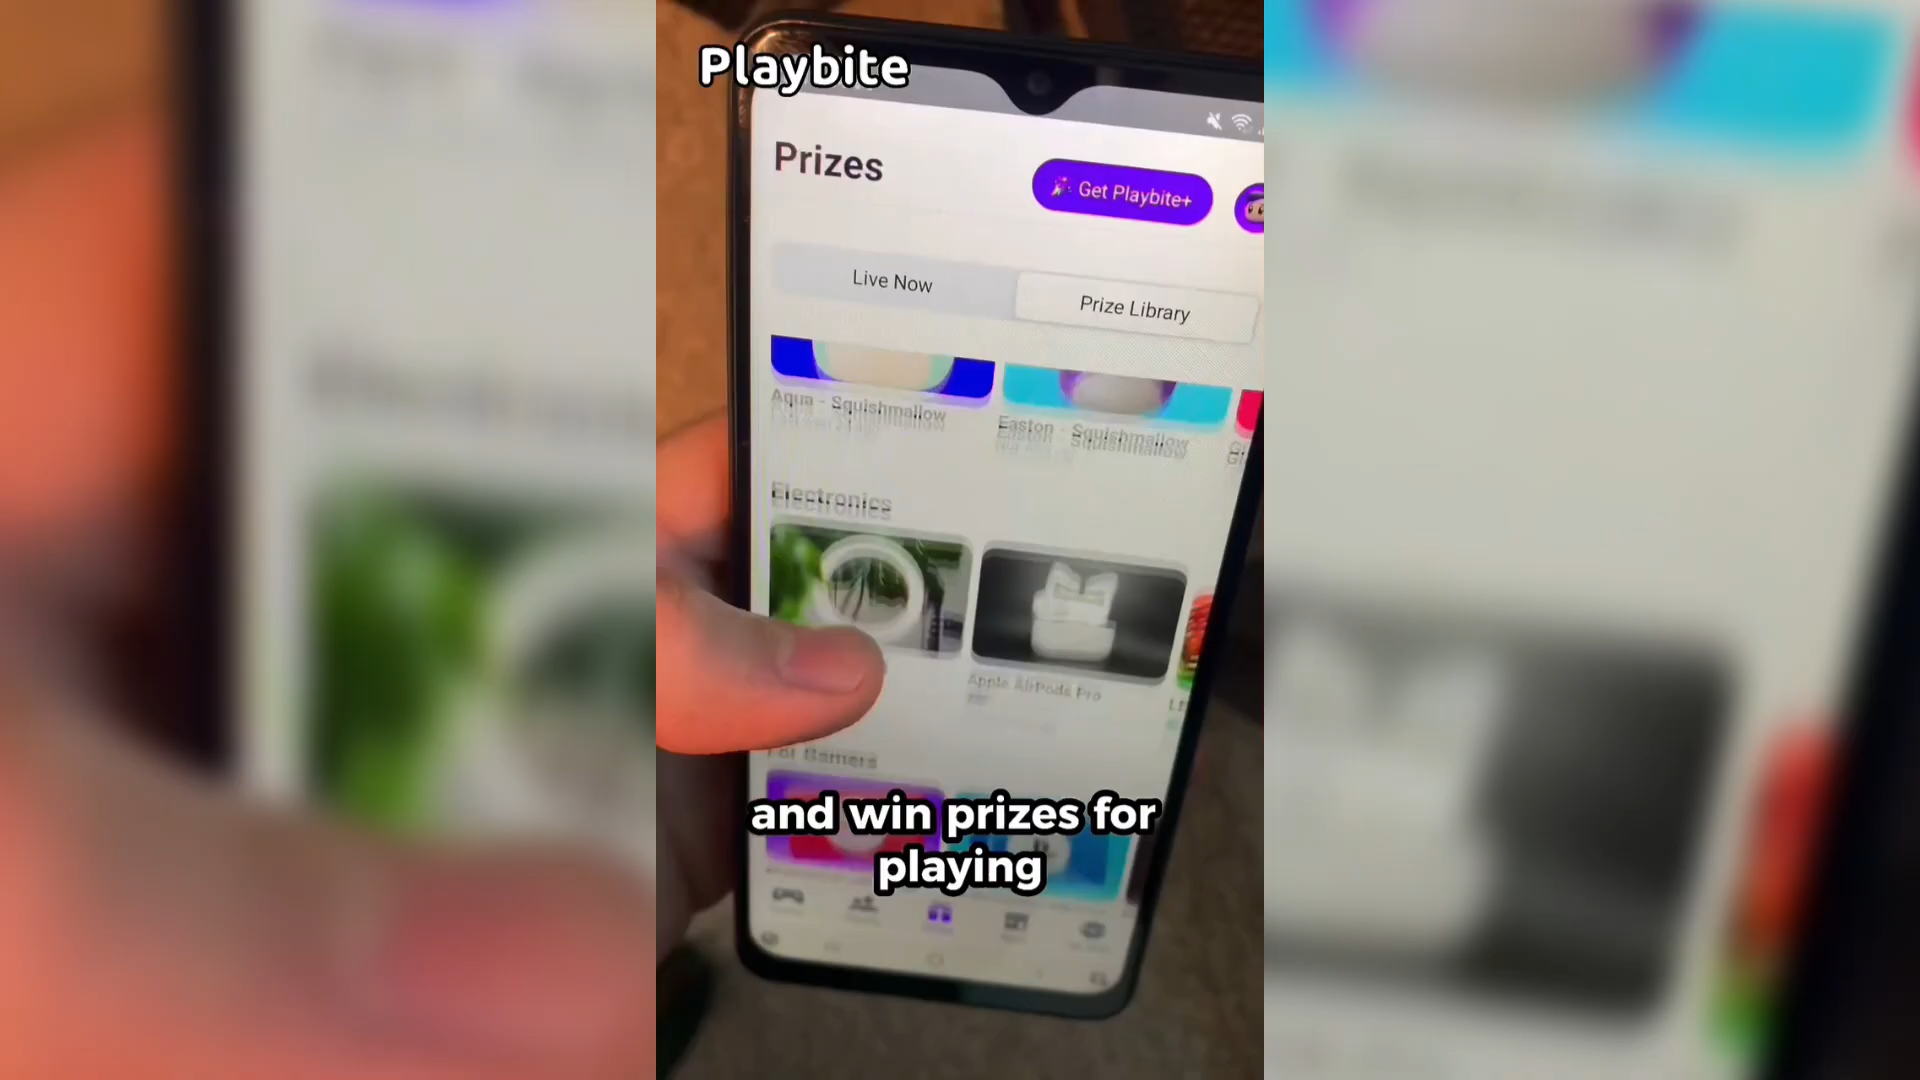 Playbite
Prizes
Get Playbite+
Live Now
Prize Library
Aqua - Squishmallow
Easton - Squishmallow
Electronics
Apple AirPods Pro
For Gamers
and win prizes for
playing